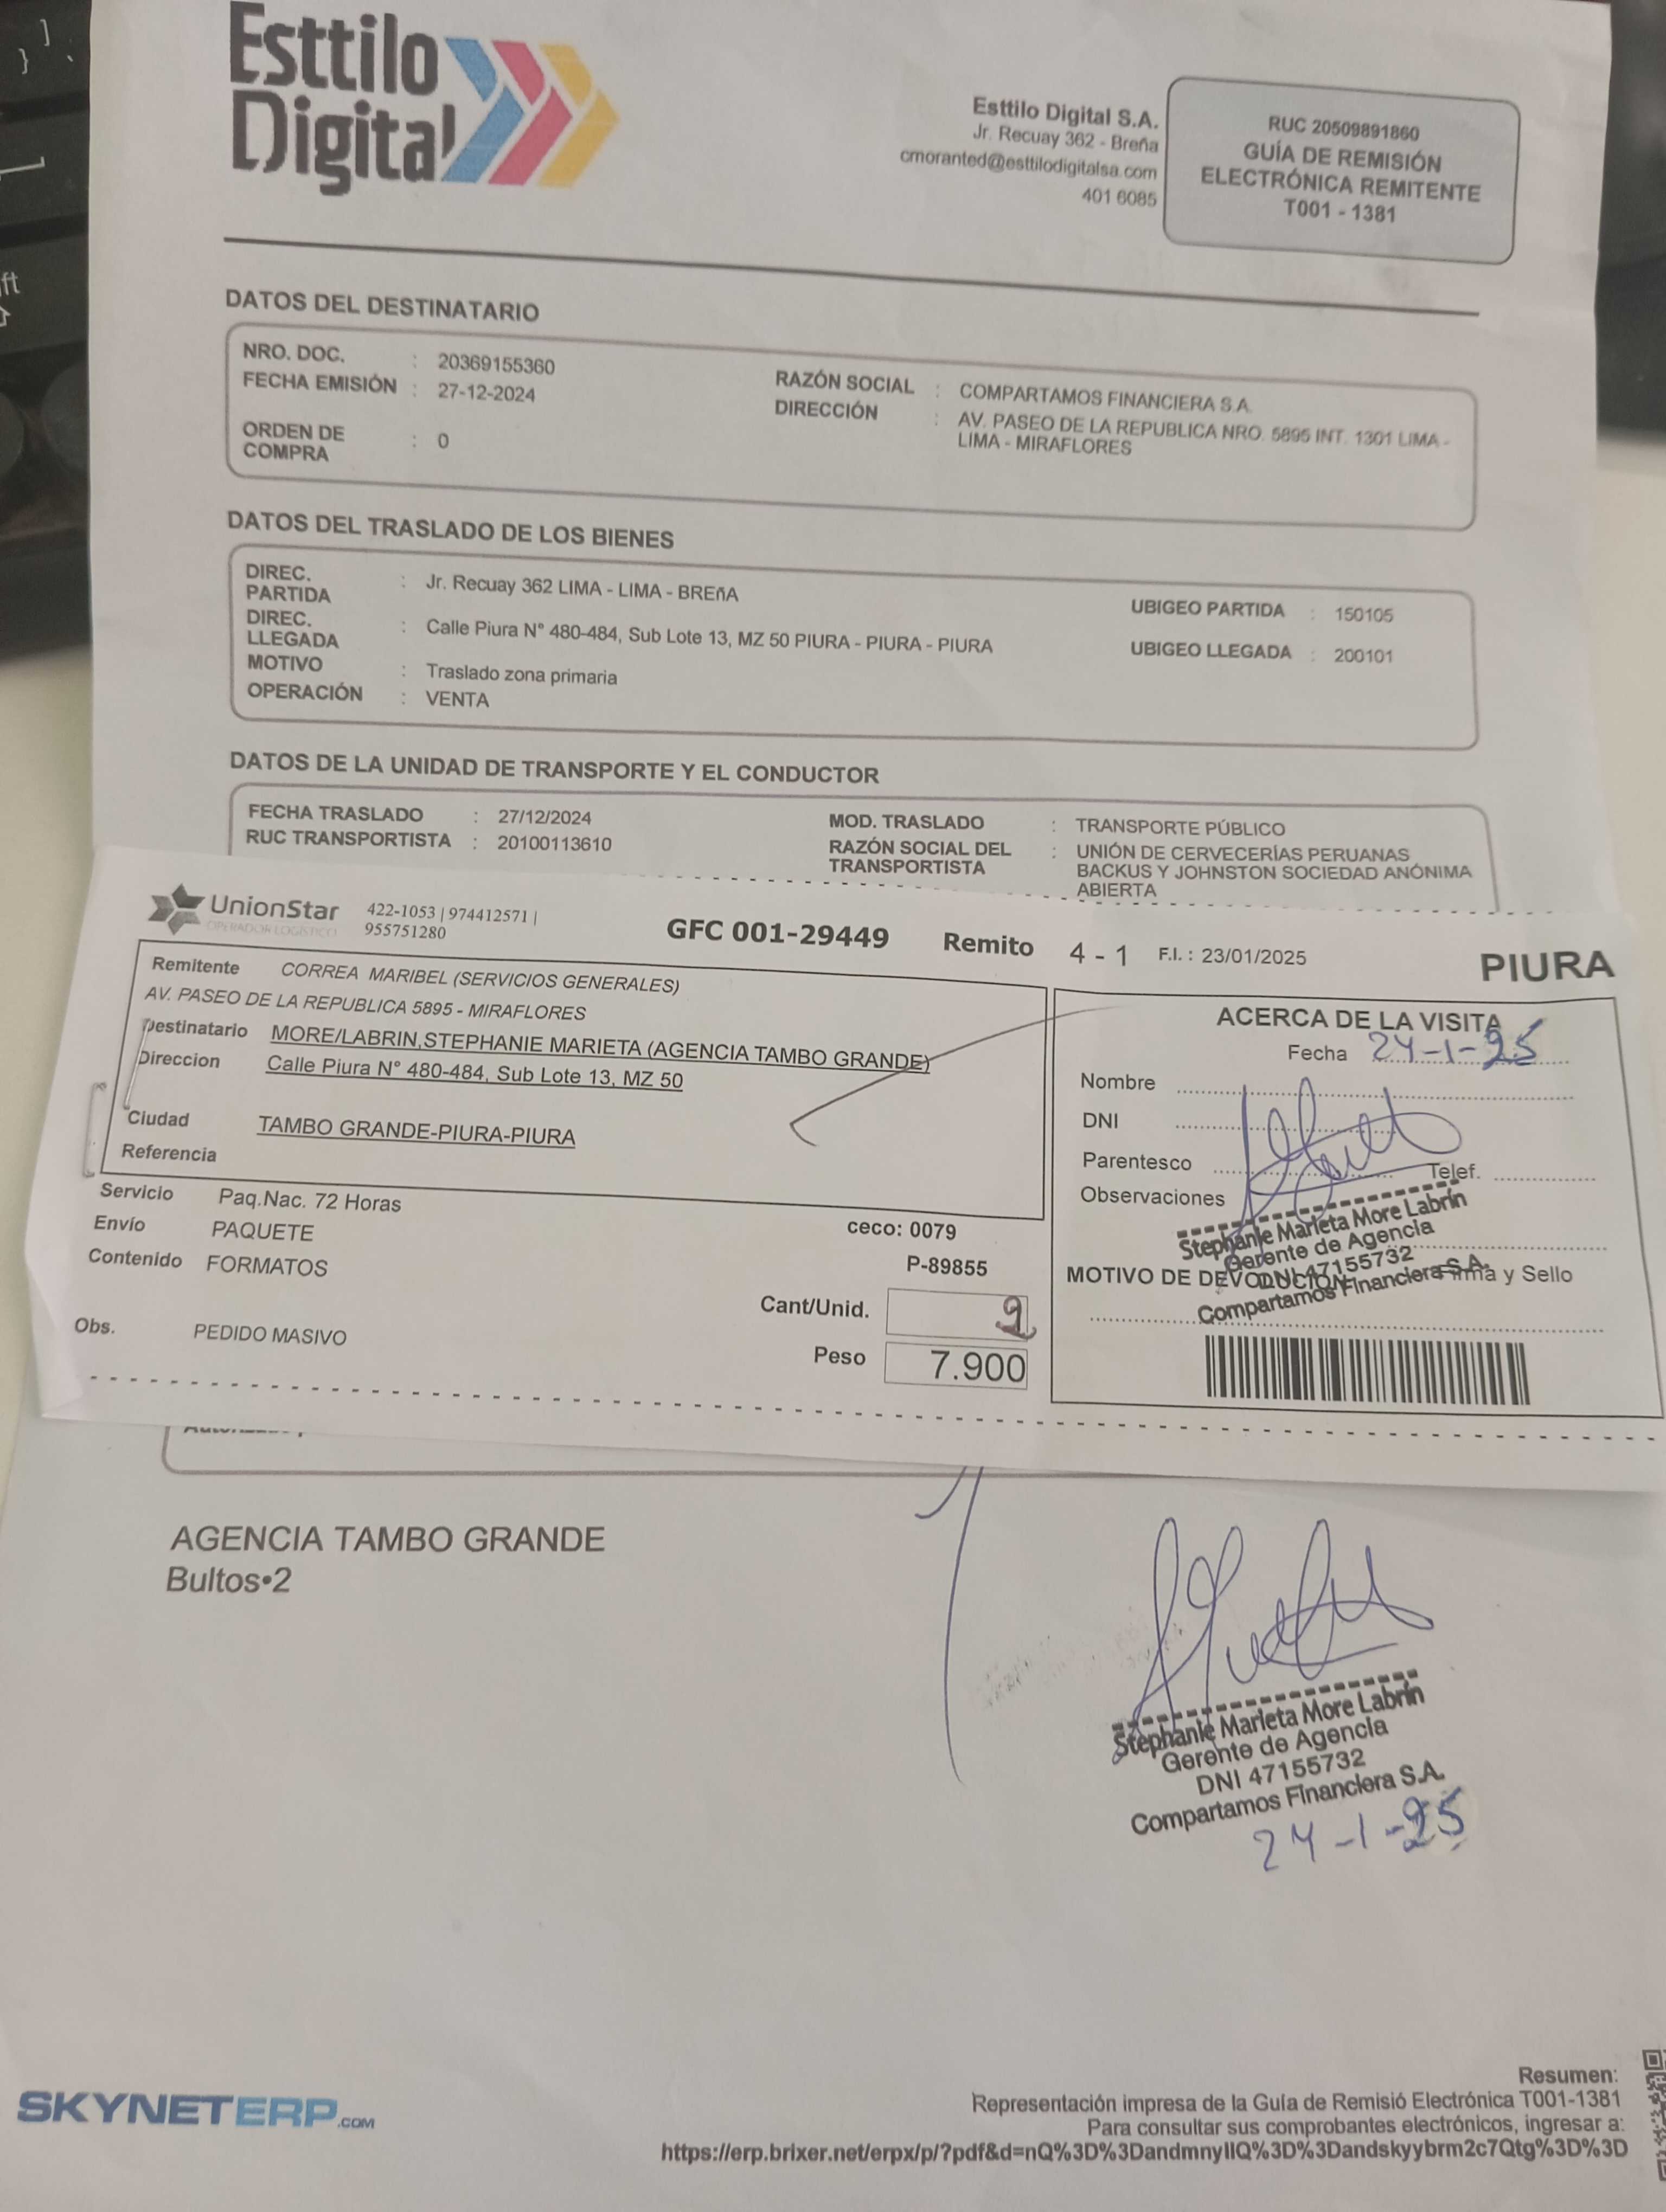 Esttilo
Digital
Esttilo Digital S.A.
Jr. Recuay 362 - Breña
cmoranted@esttilodigitalsa.com
401 6085
RUC 20509891860
GUÍA DE REMISIÓN
ELECTRÓNICA REMITENTE
T001 - 1381
DATOS DEL DESTINATARIO
NRO. DOC. : 20369155360
FECHA EMISIÓN : 27-12-2024
ORDEN DE COMPRA : 0
RAZÓN SOCIAL : COMPARTAMOS FINANCIERA S.A.
DIRECCIÓN : AV. PASEO DE LA REPUBLICA NRO. 5895 INT. 1301 LIMA -
LIMA - MIRAFLORES
DATOS DEL TRASLADO DE LOS BIENES
DIREC. PARTIDA : Jr. Recuay 362 LIMA - LIMA - BREñA
UBIGEO PARTIDA : 150105
DIREC. LLEGADA : Calle Piura N° 480-484, Sub Lote 13, MZ 50 PIURA - PIURA - PIURA
UBIGEO LLEGADA : 200101
MOTIVO : Traslado zona primaria
OPERACIÓN : VENTA
DATOS DE LA UNIDAD DE TRANSPORTE Y EL CONDUCTOR
FECHA TRASLADO : 27/12/2024
RUC TRANSPORTISTA : 20100113610
MOD. TRASLADO : TRANSPORTE PÚBLICO
RAZÓN SOCIAL DEL TRANSPORTISTA : UNIÓN DE CERVECERÍAS PERUANAS
BACKUS Y JOHNSTON SOCIEDAD ANÓNIMA
ABIERTA
UnionStar
OPERADOR LOGÍSTICO
422-1053 | 974412571 |
955751280
GFC 001-29449 Remito 4 - 1 F.I. : 23/01/2025
PIURA
Remitente CORREA MARIBEL (SERVICIOS GENERALES)
AV. PASEO DE LA REPUBLICA 5895 - MIRAFLORES
Destinatario MORE/LABRIN,STEPHANIE MARIETA (AGENCIA TAMBO GRANDE)
Direccion Calle Piura N° 480-484, Sub Lote 13, MZ 50
Ciudad TAMBO GRANDE-PIURA-PIURA
Referencia
Servicio Paq.Nac. 72 Horas
Envío PAQUETE
Contenido FORMATOS
ceco: 0079
P-89855
Cant/Unid. 2
Peso 7.900
Obs. PEDIDO MASIVO
ACERCA DE LA VISITA
Fecha 24-1-25
Nombre
DNI
Parentesco
Telef.
Observaciones
Stephanie Marieta More Labrín
Gerente de Agencia
DNI 47155732
Compartamos Financiera S.A.
MOTIVO DE DEVOLUCION
Firma y Sello
AGENCIA TAMBO GRANDE
Bultos•2
Stephanie Marieta More Labrín
Gerente de Agencia
DNI 47155732
Compartamos Financiera S.A.
24-1-25
SKYNETERP.COM
Resumen:
Representación impresa de la Guía de Remisió Electrónica T001-1381
Para consultar sus comprobantes electrónicos, ingresar a:
https://erp.brixer.net/erpx/p/?pdf&d=nQ%3D%3DandmnyIlQ%3D%3Dandskyybrm2c7Qtg%3D%3D